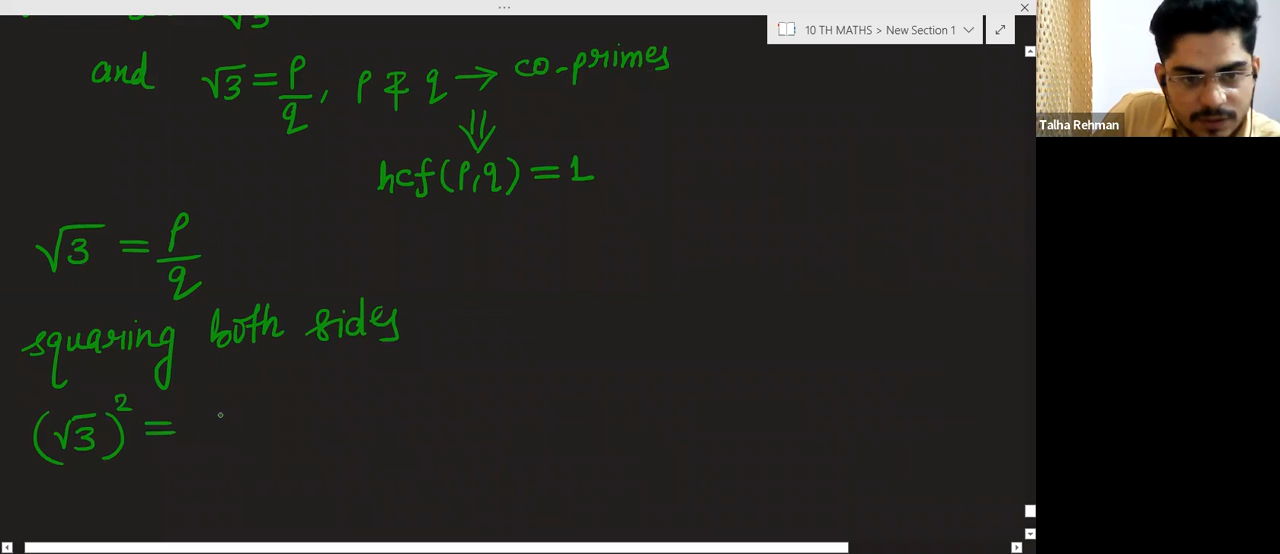 ...
10 TH MATHS > New Section 1
√3
and √3 = p/q, p & q → co-primes
⇓
hcf(p,q) = 1
√3 = p/q
squaring both sides
(√3)² =
Talha Rehman